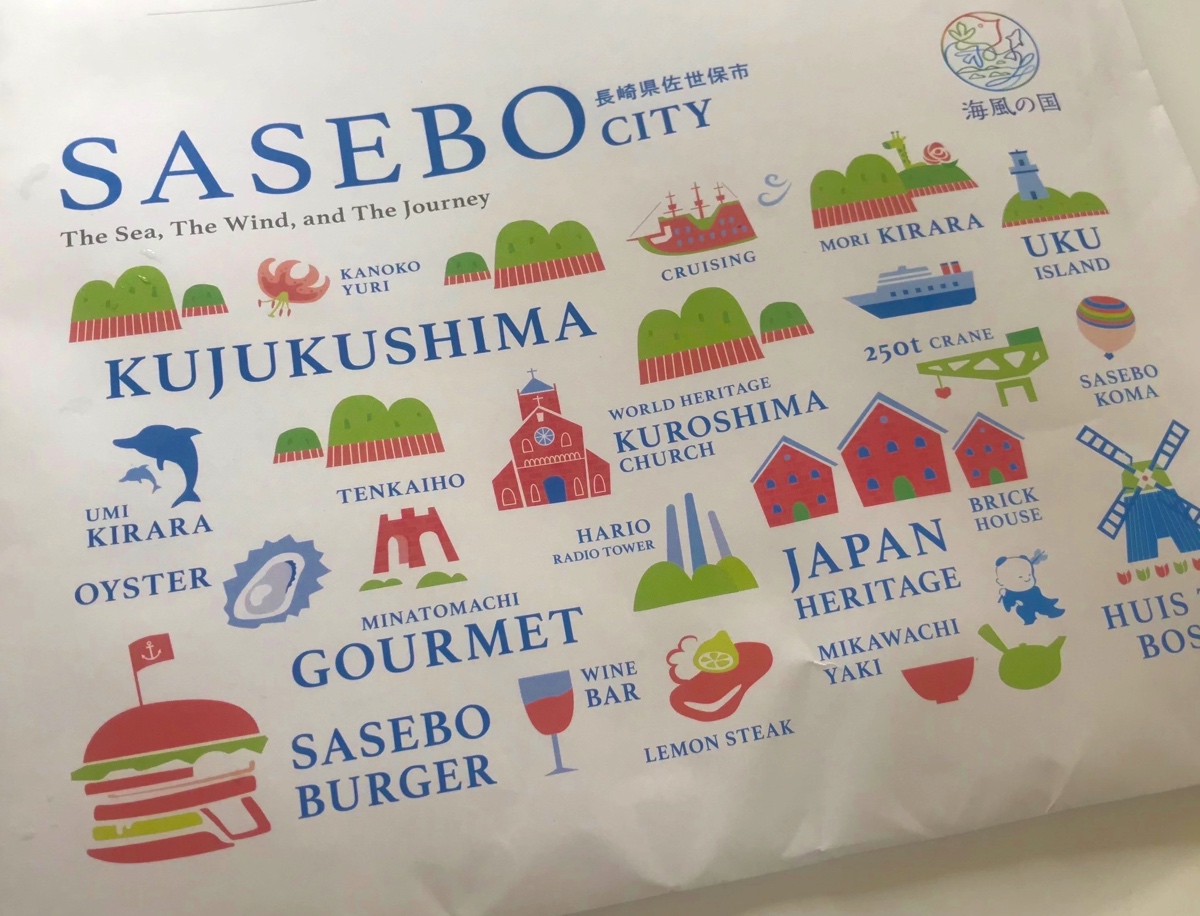 SASEBO
長崎県佐世保市
CITY
海風の国
The Sea, The Wind, and The Journey
KANOKO
YURI
CRUISING
MORI KIRARA
UKU
ISLAND
KUJUKUSHIMA
250t CRANE
SASEBO
KOMA
WORLD HERITAGE
KUROSHIMA
CHURCH
UMI
KIRARA
TENKAIHO
HARIO
RADIO TOWER
BRICK
HOUSE
JAPAN
HERITAGE
OYSTER
MINATOMACHI
GOURMET
HUIS
BOS
MIKAWACHI
YAKI
WINE
BAR
SASEBO
BURGER
LEMON STEAK